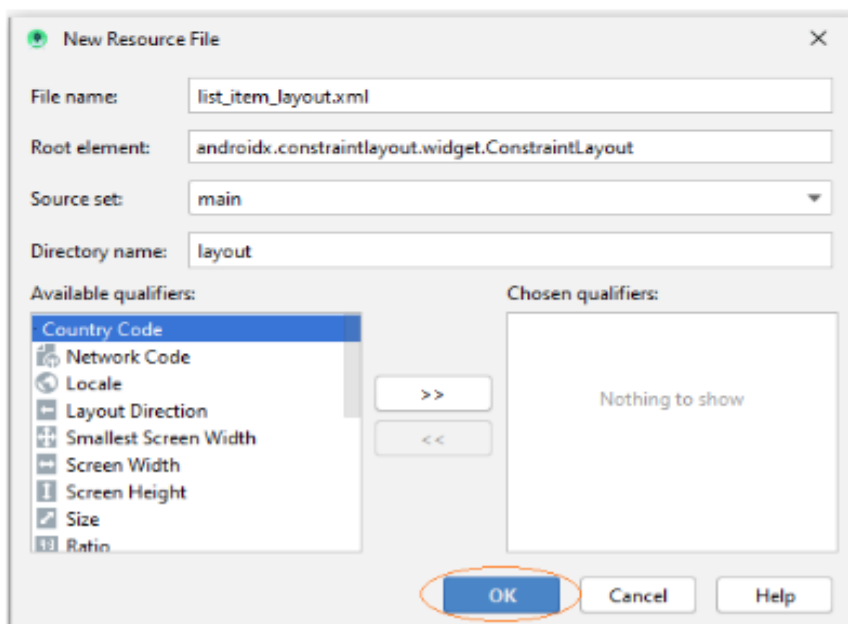 New Resource File
File name: list_item_layout.xml
Root element: androidx.constraintlayout.widget.ConstraintLayout
Source set: main
Directory name: layout
Available qualifiers:
Country Code
Network Code
Locale
Layout Direction
Smallest Screen Width
Screen Width
Screen Height
Size
Ratio
>>
<<
Chosen qualifiers:
Nothing to show
OK Cancel Help